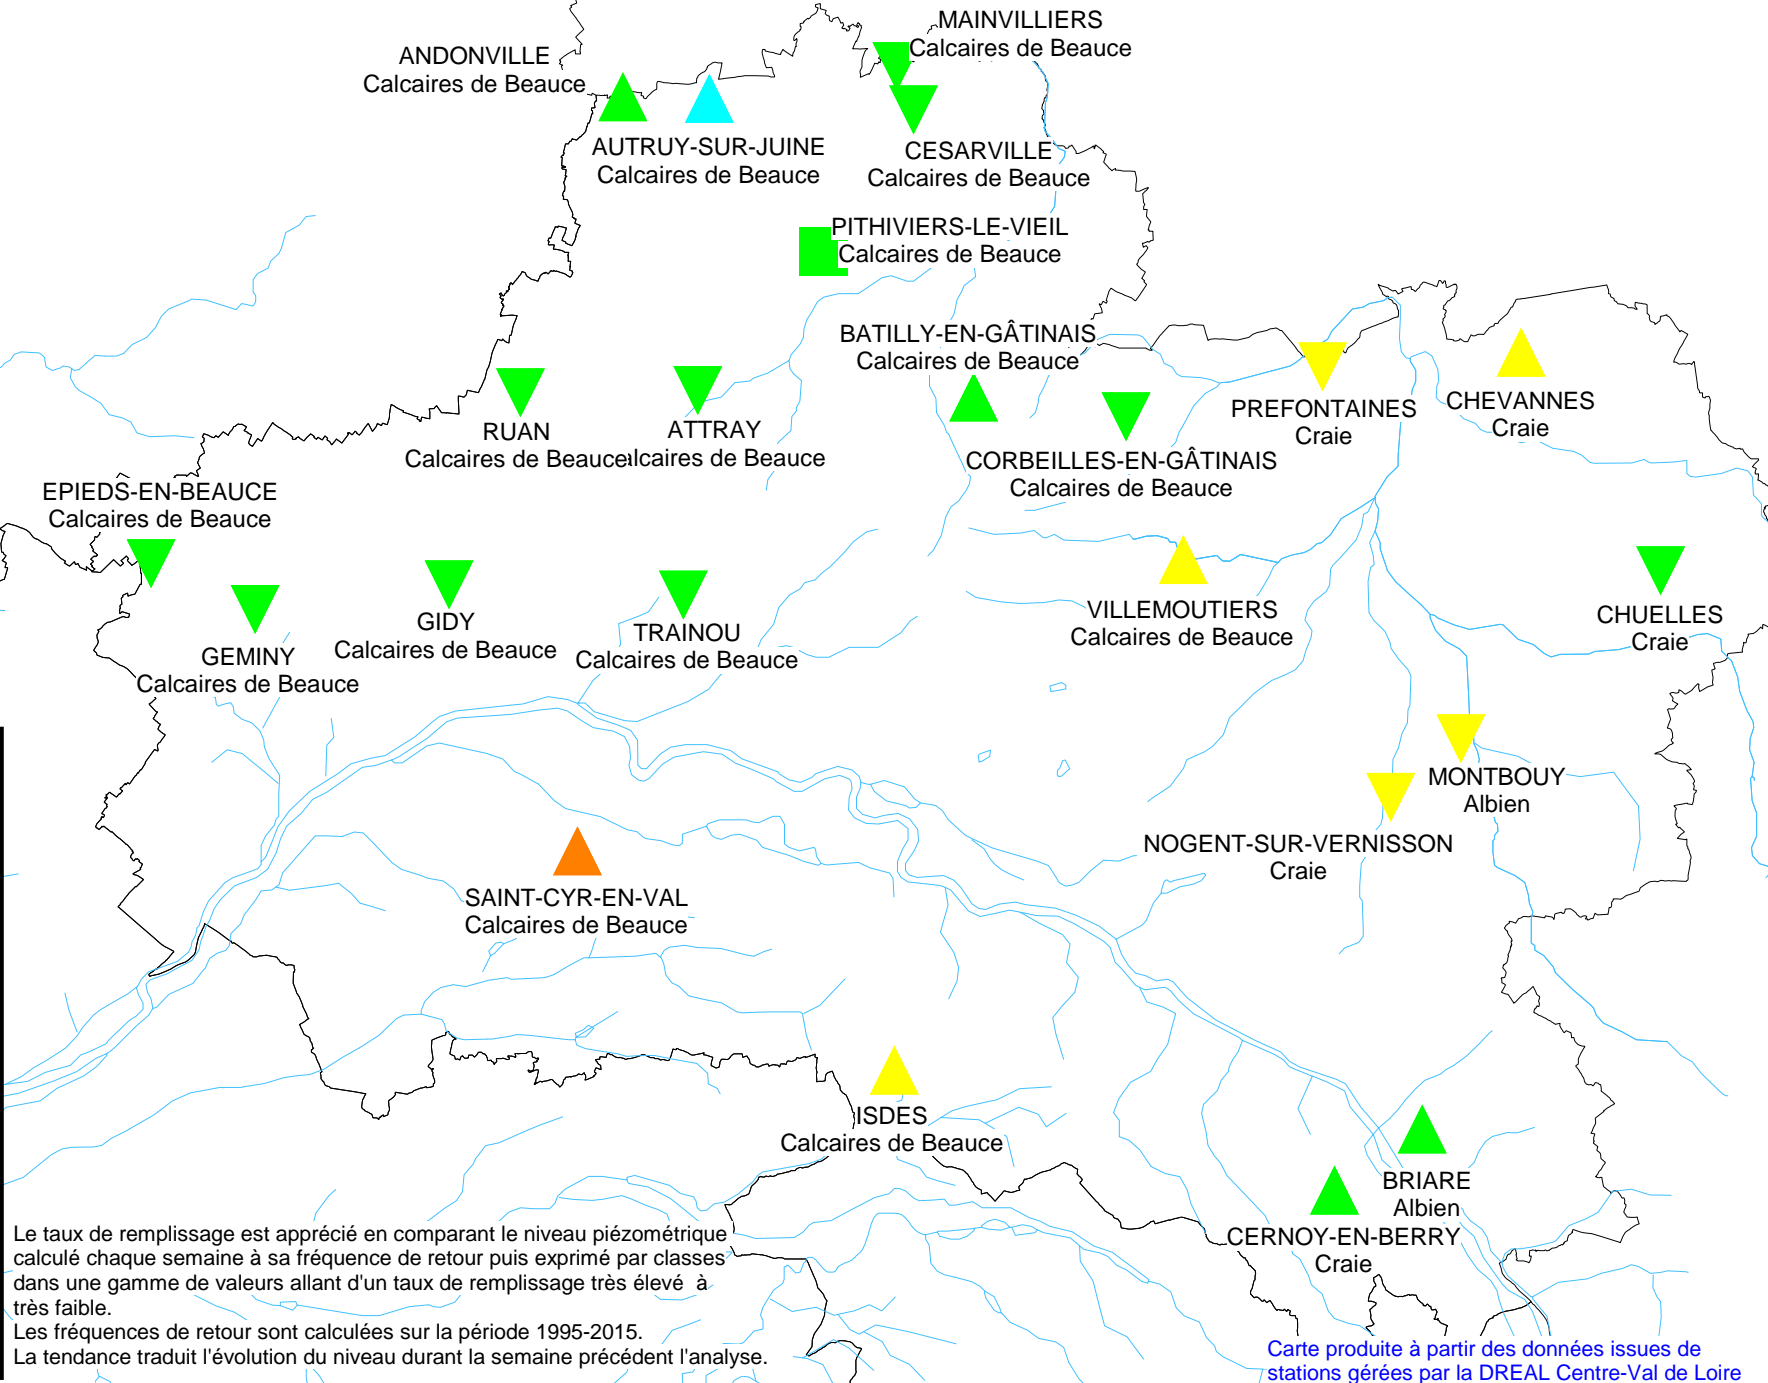 MAINVILLIERS
Calcaires de Beauce
ANDONVILLE
Calcaires de Beauce
AUTRUY-SUR-JUINE
Calcaires de Beauce
CESARVILLE
Calcaires de Beauce
PITHIVIERS-LE-VIEIL
Calcaires de Beauce
BATILLY-EN-GÂTINAIS
Calcaires de Beauce
PREFONTAINES
Craie
CHEVANNES
Craie
RUAN
Calcaires de Beauce
ATTRAY
alcaires de Beauce
CORBEILLES-EN-GÂTINAIS
Calcaires de Beauce
EPIEDS-EN-BEAUCE
Calcaires de Beauce
GEMINY
Calcaires de Beauce
GIDY
Calcaires de Beauce
TRAINOU
Calcaires de Beauce
VILLEMOUTIERS
Calcaires de Beauce
CHUELLES
Craie
MONTBOUY
Albien
NOGENT-SUR-VERNISSON
Craie
SAINT-CYR-EN-VAL
Calcaires de Beauce
ISDES
Calcaires de Beauce
BRIARE
Albien
CERNOY-EN-BERRY
Craie
Le taux de remplissage est apprécié en comparant le niveau piézométrique
calculé chaque semaine à sa fréquence de retour puis exprimé par classes
dans une gamme de valeurs allant d'un taux de remplissage très élevé à
très faible.
Les fréquences de retour sont calculées sur la période 1995-2015.
La tendance traduit l'évolution du niveau durant la semaine précédent l'analyse.
Carte produite à partir des données issues de
stations gérées par la DREAL Centre-Val de Loire